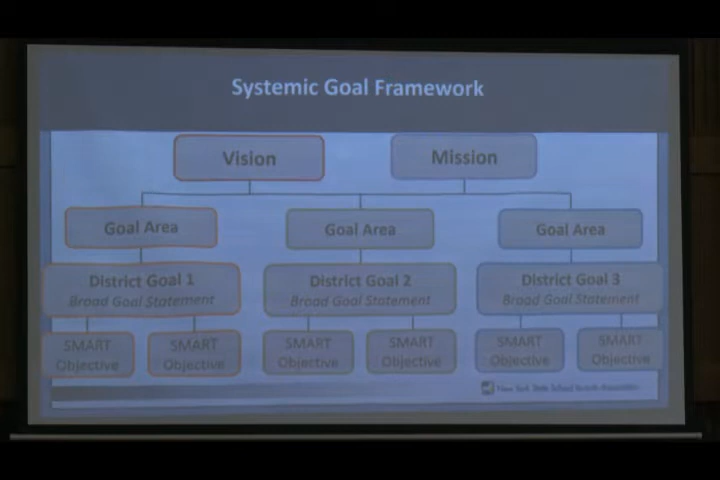 Systemic Goal Framework
Vision
Mission
Goal Area
Goal Area
Goal Area
District Goal 1
Broad Goal Statement
District Goal 2
Broad Goal Statement
District Goal 3
Broad Goal Statement
SMART
Objective
SMART
Objective
SMART
Objective
SMART
Objective
SMART
Objective
SMART
Objective
New York State School Boards Association